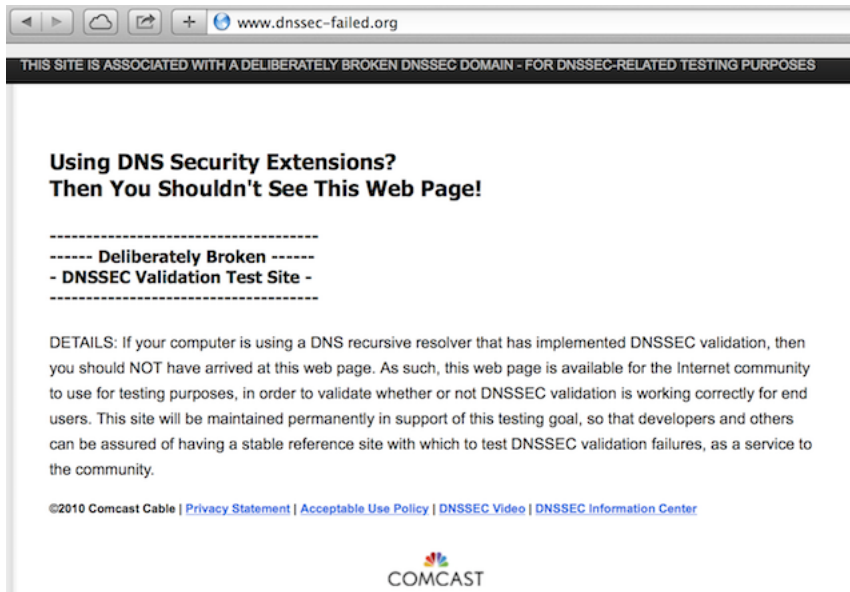 www.dnssec-failed.org
THIS SITE IS ASSOCIATED WITH A DELIBERATELY BROKEN DNSSEC DOMAIN - FOR DNSSEC-RELATED TESTING PURPOSES
Using DNS Security Extensions?
Then You Shouldn't See This Web Page!
------------------------------------
------ Deliberately Broken ------
- DNSSEC Validation Test Site -
------------------------------------
DETAILS: If your computer is using a DNS recursive resolver that has implemented DNSSEC validation, then
you should NOT have arrived at this web page. As such, this web page is available for the Internet community
to use for testing purposes, in order to validate whether or not DNSSEC validation is working correctly for end
users. This site will be maintained permanently in support of this testing goal, so that developers and others
can be assured of having a stable reference site with which to test DNSSEC validation failures, as a service to
the community.
©2010 Comcast Cable | Privacy Statement | Acceptable Use Policy | DNSSEC Video | DNSSEC Information Center
COMCAST